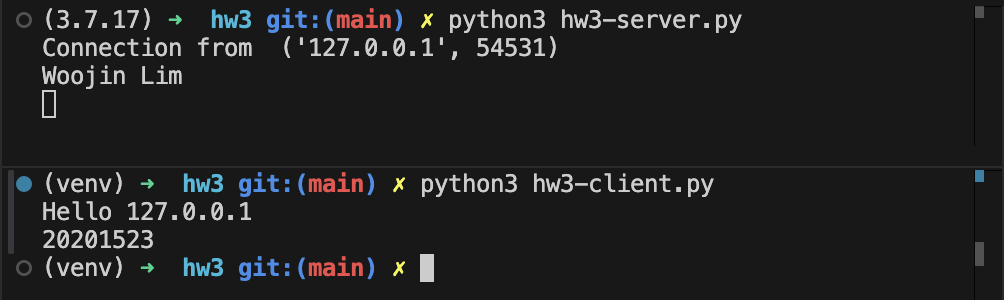 (3.7.17) ➜ hw3 git:(main) ✗ python3 hw3-server.py
Connection from  ('127.0.0.1', 54531)
Woojin Lim
(venv) ➜ hw3 git:(main) ✗ python3 hw3-client.py
Hello 127.0.0.1
20201523
(venv) ➜ hw3 git:(main) ✗